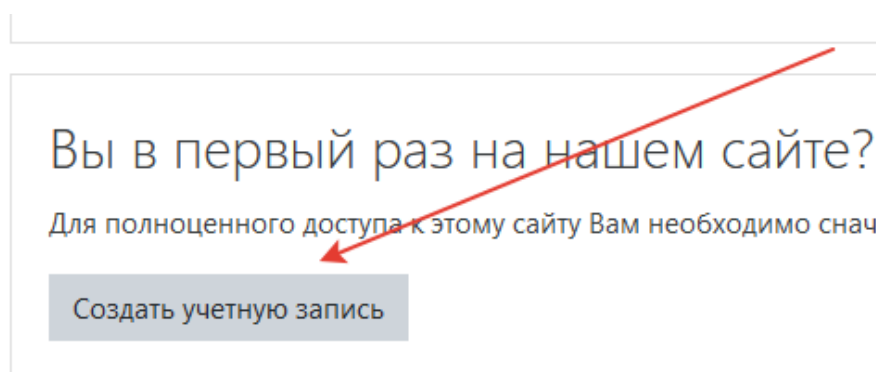 Вы в первый раз на нашем сайте?
Для полноценного доступа к этому сайту Вам необходимо снач
Создать учетную запись